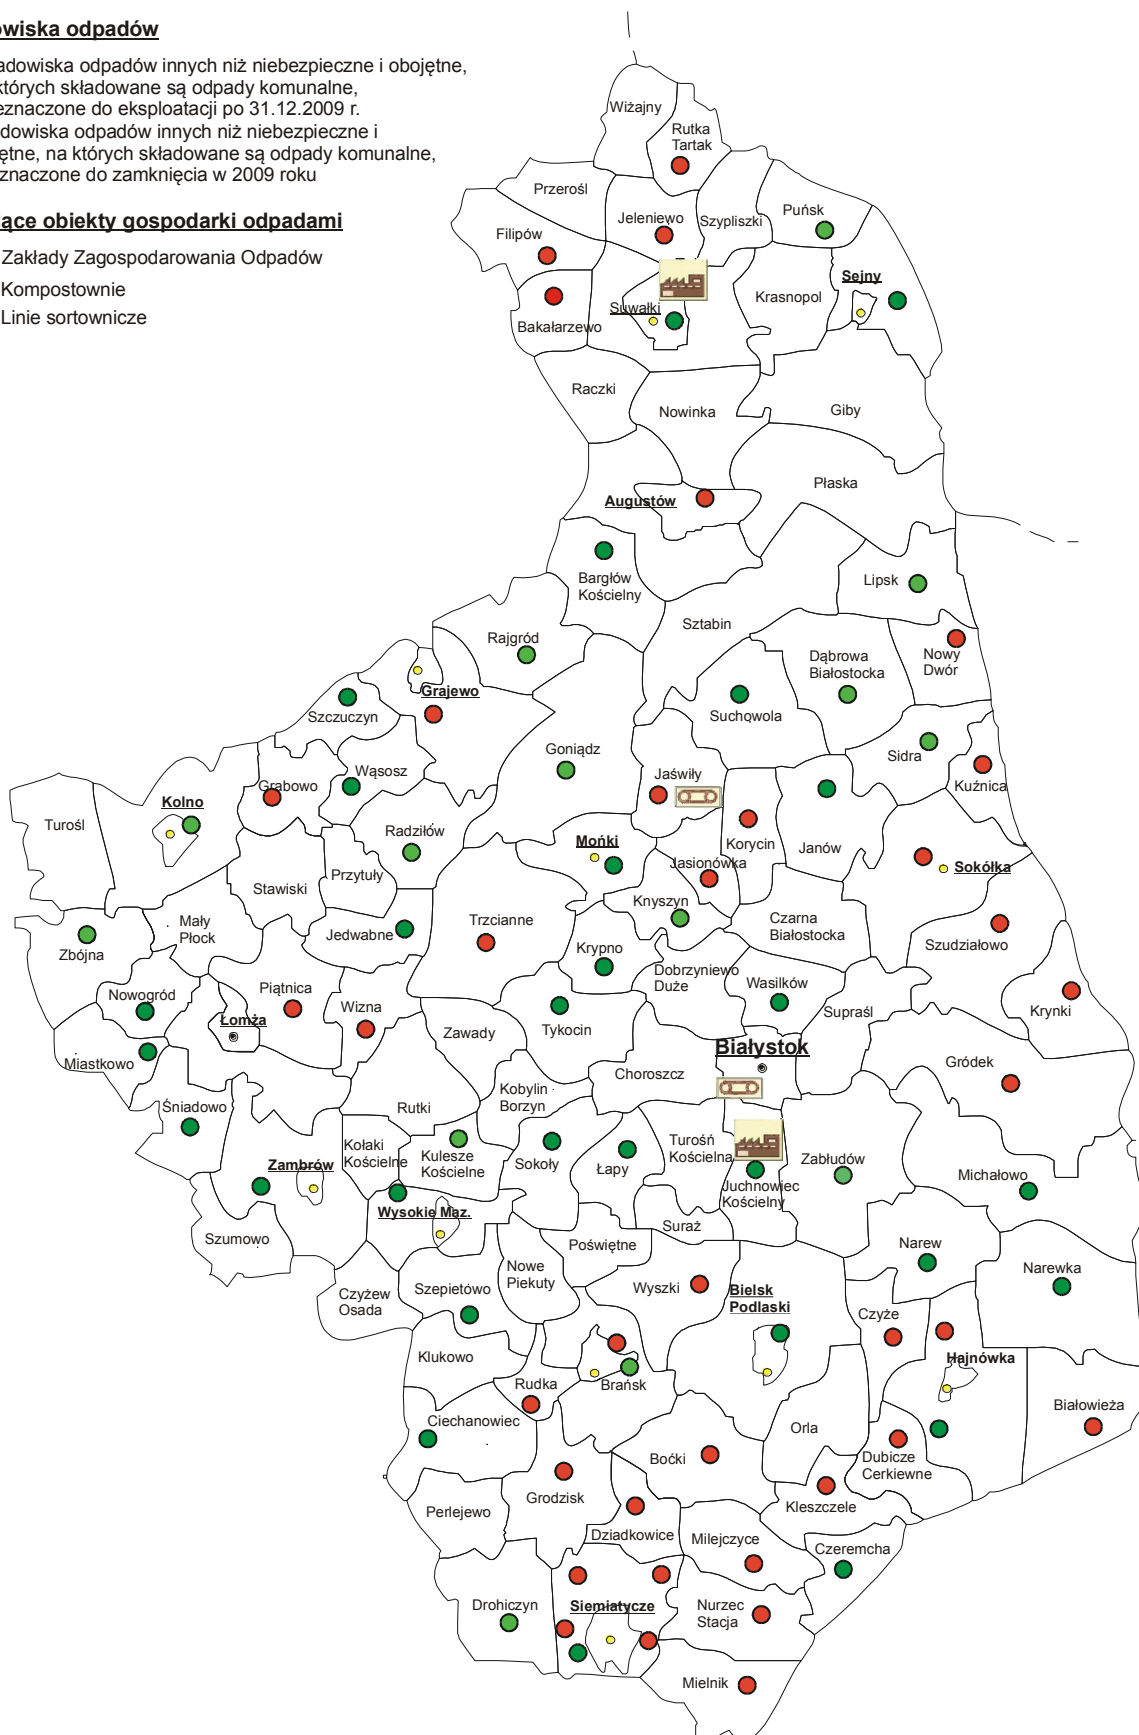 owiska odpadów
adowiska odpadów innych niż niebezpieczne i obojętne,
których składowane są odpady komunalne,
eznaczone do eksploatacji po 31.12.2009 r.
dowiska odpadów innych niż niebezpieczne i
ętne, na których składowane są odpady komunalne,
znaczone do zamknięcia w 2009 roku
ące obiekty gospodarki odpadami
Zakłady Zagospodarowania Odpadów
Kompostownie
Linie sortownicze
Wiżajny
Rutka
Tartak
Przerośl
Jeleniewo
Szypliszki
Puńsk
Filipów
Sejny
Krasnopol
Suwałki
Bakałarzewo
Raczki
Nowinka
Giby
Płaska
Augustów
Bargłów
Kościelny
Lipsk
Sztabin
Rajgród
Dąbrowa
Białostocka
Nowy
Dwór
Grajewo
Szczuczyn
Suchowola
Goniądz
Sidra
Wąsosz
Jaświły
Kuźnica
Grabowo
Kolno
Turośl
Radziłów
Mońki
Korycin
Janów
Jasionówka
Sokółka
Przytuły
Stawiski
Knyszyn
Mały
Płock
Trzcianne
Czarna
Białostocka
Jedwabne
Szudziałowo
Zbójna
Krypno
Dobrzyniewo
Duże
Wasilków
Piątnica
Nowogród
Wizna
Supraśl
Krynki
Łomża
Zawady
Tykocin
Białystok
Miastkowo
Gródek
Choroszcz
Kobylin
Borzyn
Śniadowo
Rutki
Kołaki
Kościelne
Kulesze
Kościelne
Sokoły
Łapy
Turośń
Kościelna
Zabłudów
Zambrów
Michałowo
Juchnowiec
Kościelny
Wysokie Maz.
Suraż
Szumowo
Poświętne
Narew
Nowe
Piekuty
Narewka
Czyżew
Osada
Szepietówo
Wyszki
Bielsk
Podlaski
Czyże
Klukowo
Hajnówka
Rudka
Brańsk
Białowieża
Ciechanowiec
Orla
Boćki
Dubicze
Cerkiewne
Grodzisk
Perlejewo
Kleszczele
Dziadkowice
Milejczyce
Czeremcha
Drohiczyn
Siemiatycze
Nurzec
Stacja
Mielnik